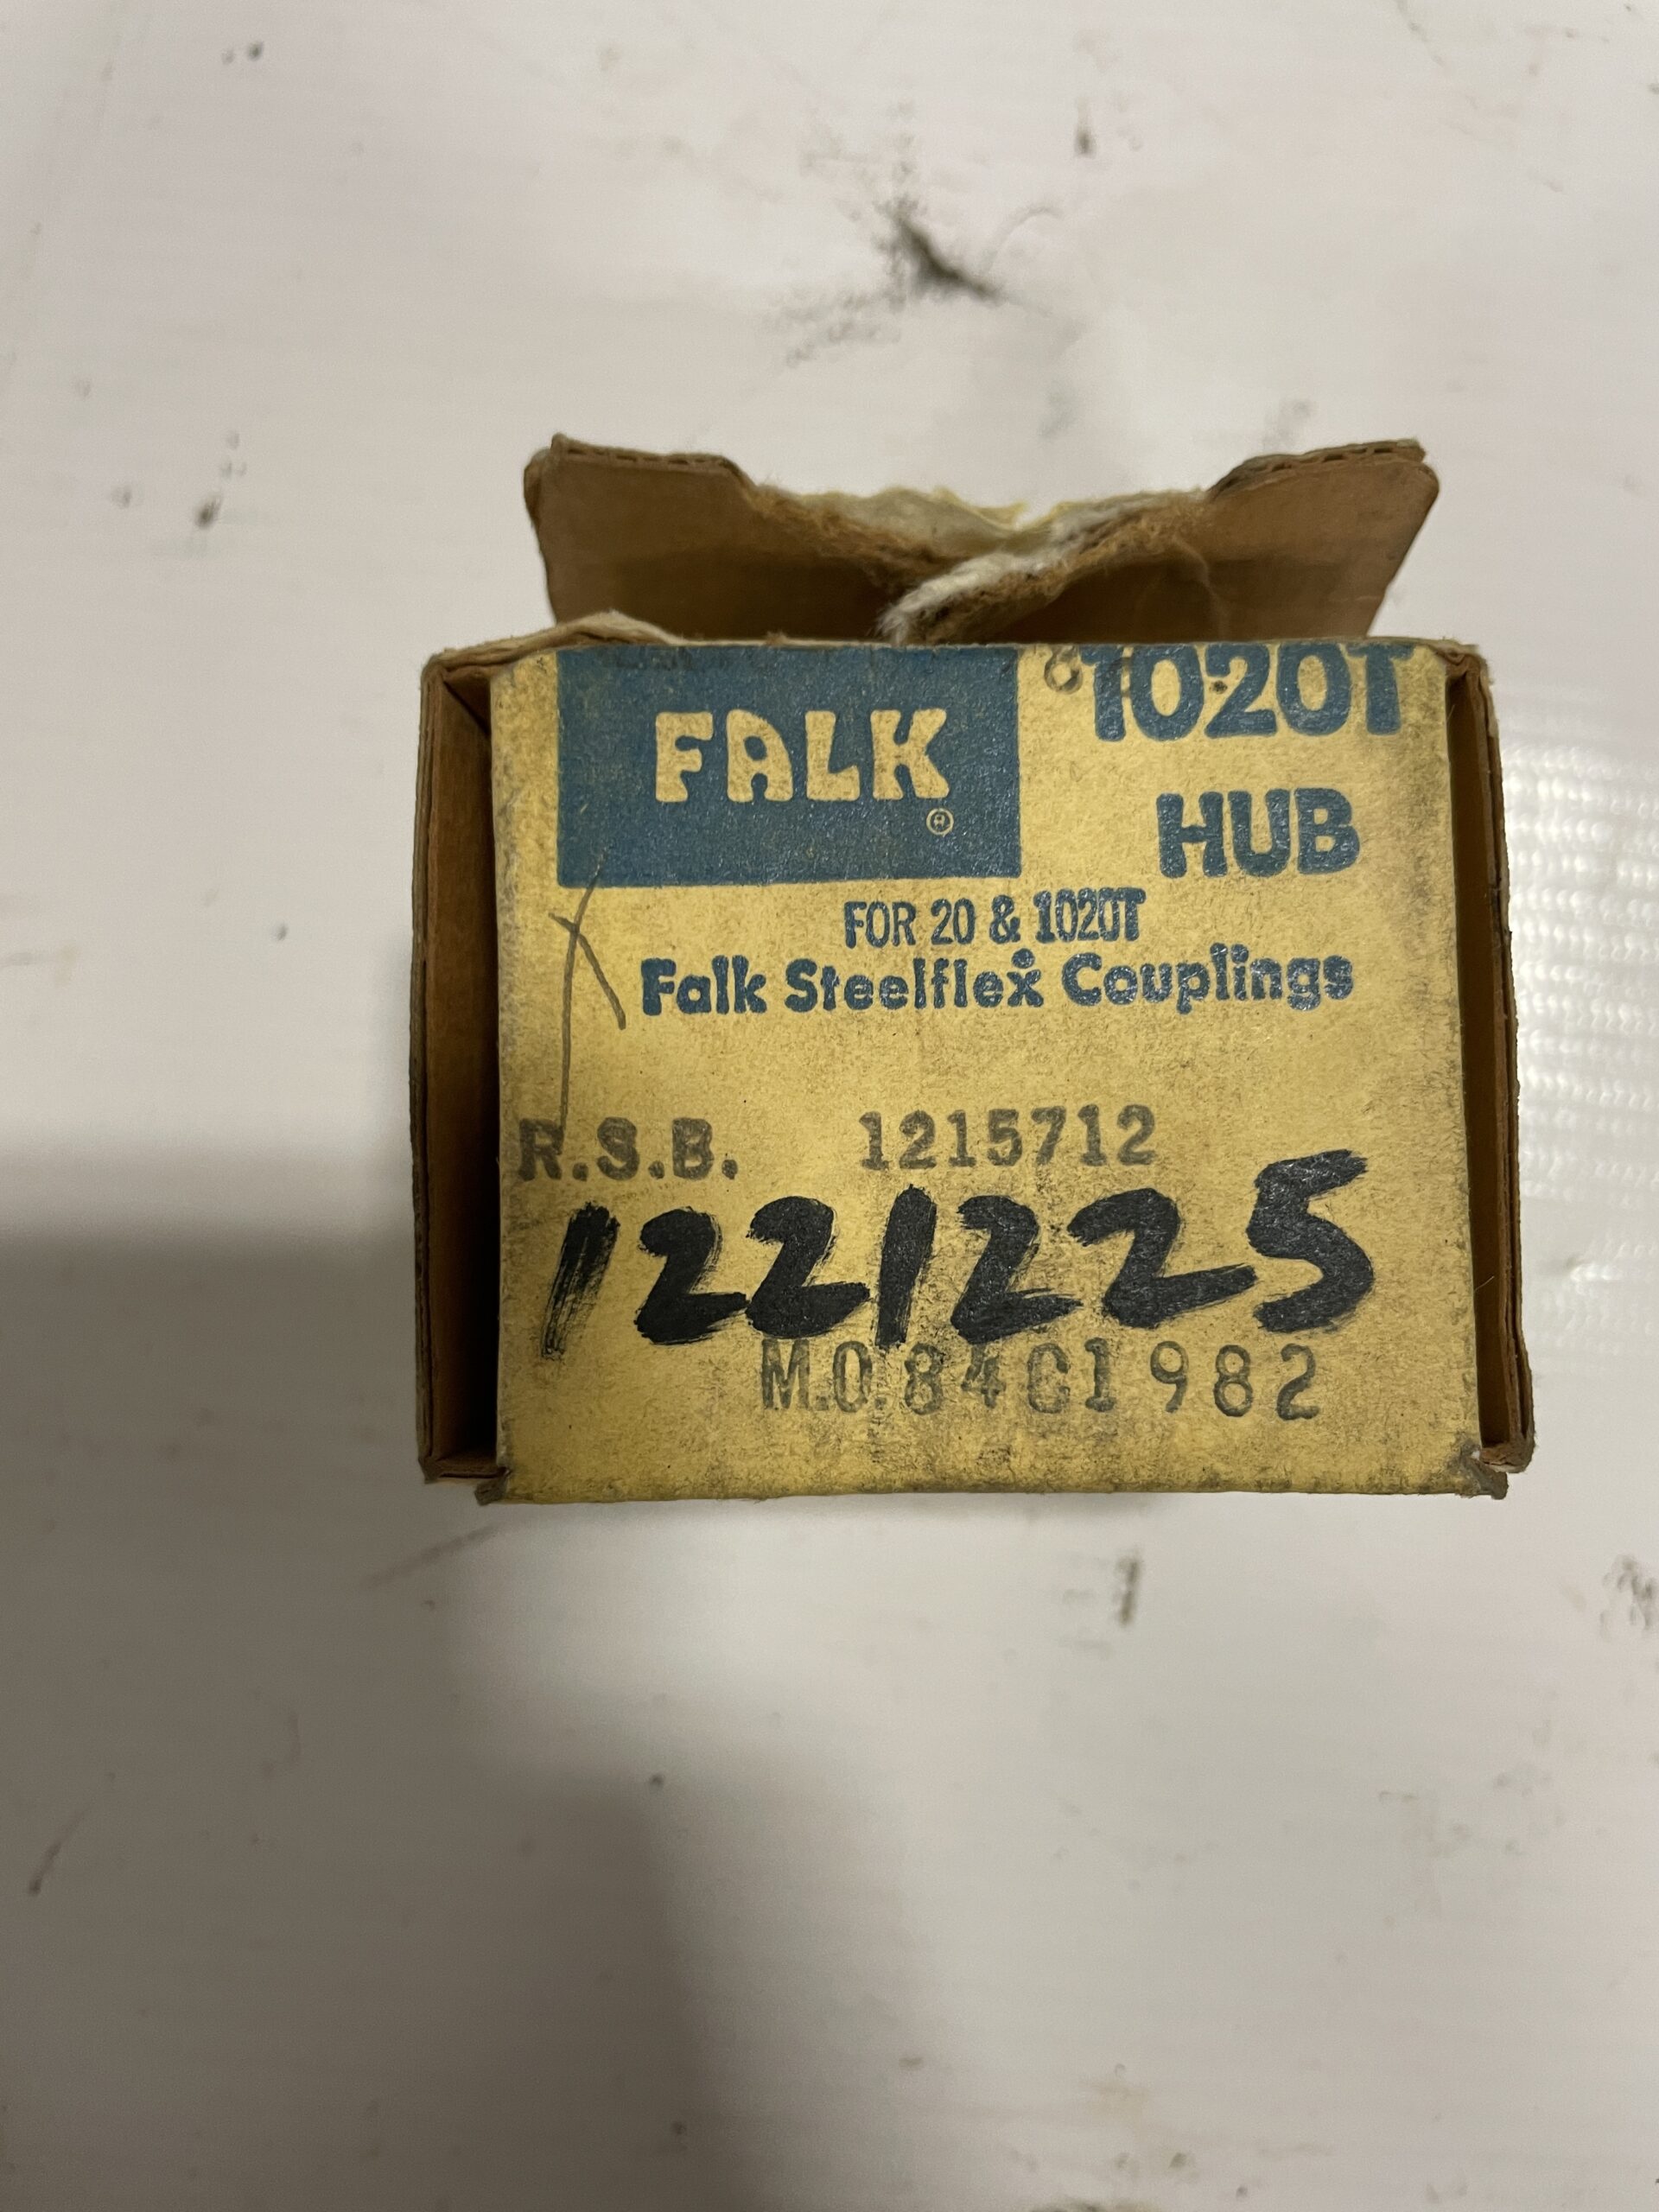 FALK®
1020T
HUB
FOR 20 & 1020T
Falk Steelflex Couplings
R.S.B. 1215712
1221225
M.O. 84C1982